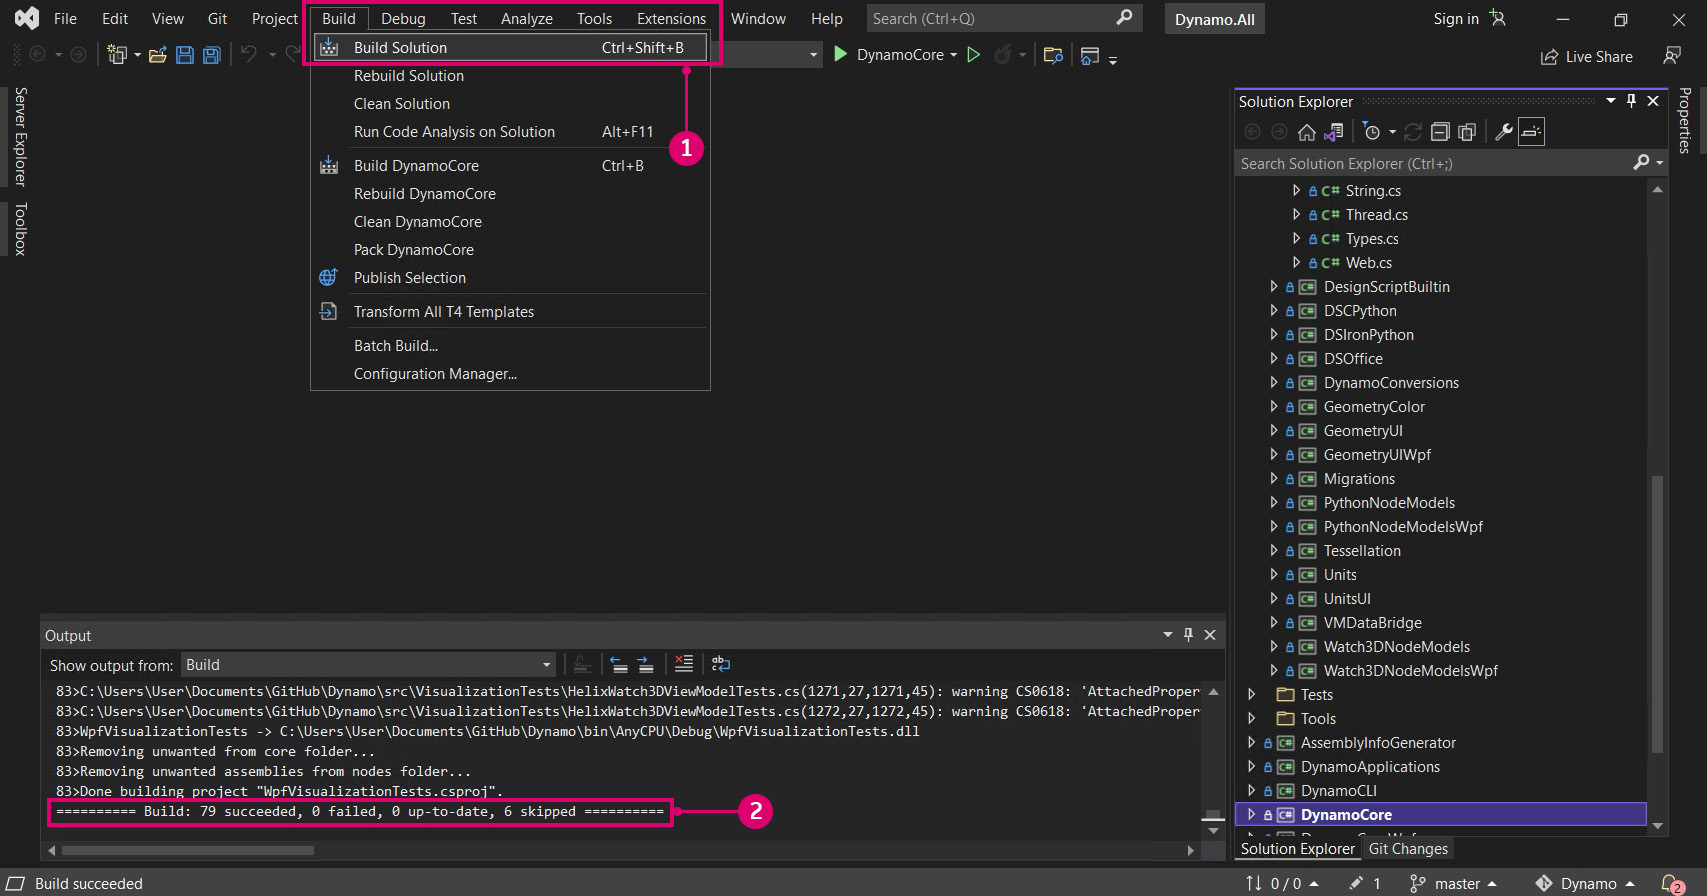 File Edit View Git Project Build Debug Test Analyze Tools Extensions Window Help Search (Ctrl+Q) Dynamo.All Sign in
DynamoCore Live Share
Build Solution Ctrl+Shift+B
Rebuild Solution
Clean Solution
Run Code Analysis on Solution Alt+F11
1
Build DynamoCore Ctrl+B
Rebuild DynamoCore
Clean DynamoCore
Pack DynamoCore
Publish Selection
Transform All T4 Templates
Batch Build...
Configuration Manager...
Server Explorer
Toolbox
Solution Explorer
Properties
Search Solution Explorer (Ctrl+;)
C# String.cs
C# Thread.cs
C# Types.cs
C# Web.cs
C# DesignScriptBuiltin
C# DSCPython
C# DSIronPython
C# DSOffice
C# DynamoConversions
C# GeometryColor
C# GeometryUI
C# GeometryUIWpf
C# Migrations
C# PythonNodeModels
C# PythonNodeModelsWpf
C# Tessellation
C# Units
C# UnitsUI
C# VMDataBridge
C# Watch3DNodeModels
C# Watch3DNodeModelsWpf
Tests
Tools
C# AssemblyInfoGenerator
C# DynamoApplications
C# DynamoCLI
C# DynamoCore
Solution Explorer Git Changes
Output
Show output from: Build
83>C:\Users\User\Documents\GitHub\Dynamo\src\VisualizationTests\HelixWatch3DViewModelTests.cs(1271,27,1271,45): warning CS0618: 'AttachedProper
83>C:\Users\User\Documents\GitHub\Dynamo\src\VisualizationTests\HelixWatch3DViewModelTests.cs(1272,27,1272,45): warning CS0618: 'AttachedProper
83>WpfVisualizationTests -> C:\Users\User\Documents\GitHub\Dynamo\bin\AnyCPU\Debug\WpfVisualizationTests.dll
83>Removing unwanted from core folder...
83>Removing unwanted assemblies from nodes folder...
83>Done building project "WpfVisualizationTests.csproj".
========== Build: 79 succeeded, 0 failed, 0 up-to-date, 6 skipped ==========
2
Build succeeded 0 / 0 1 master Dynamo 2